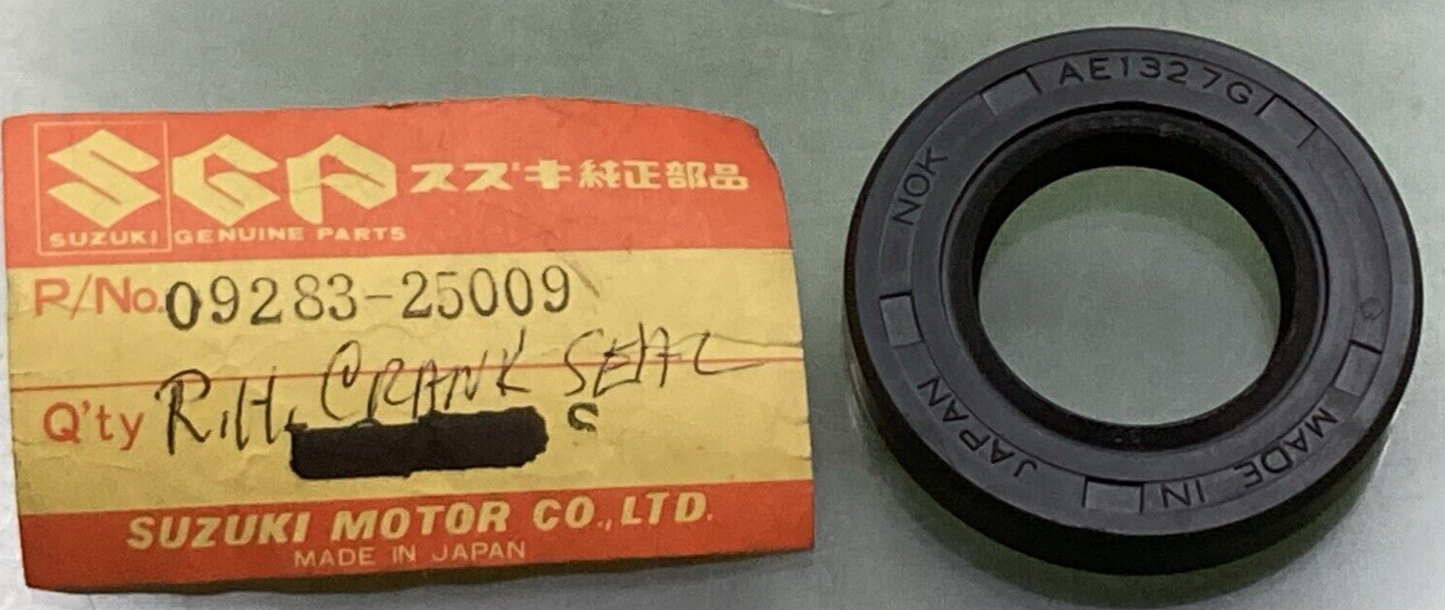 SGP スズキ純正部品
SUZUKI GENUINE PARTS
P/No. 09283-25009
R.H. CRANK SEAL
Q'ty
S
SUZUKI MOTOR CO., LTD.
MADE IN JAPAN
NOK
AE1327G
MADE IN
JAPAN